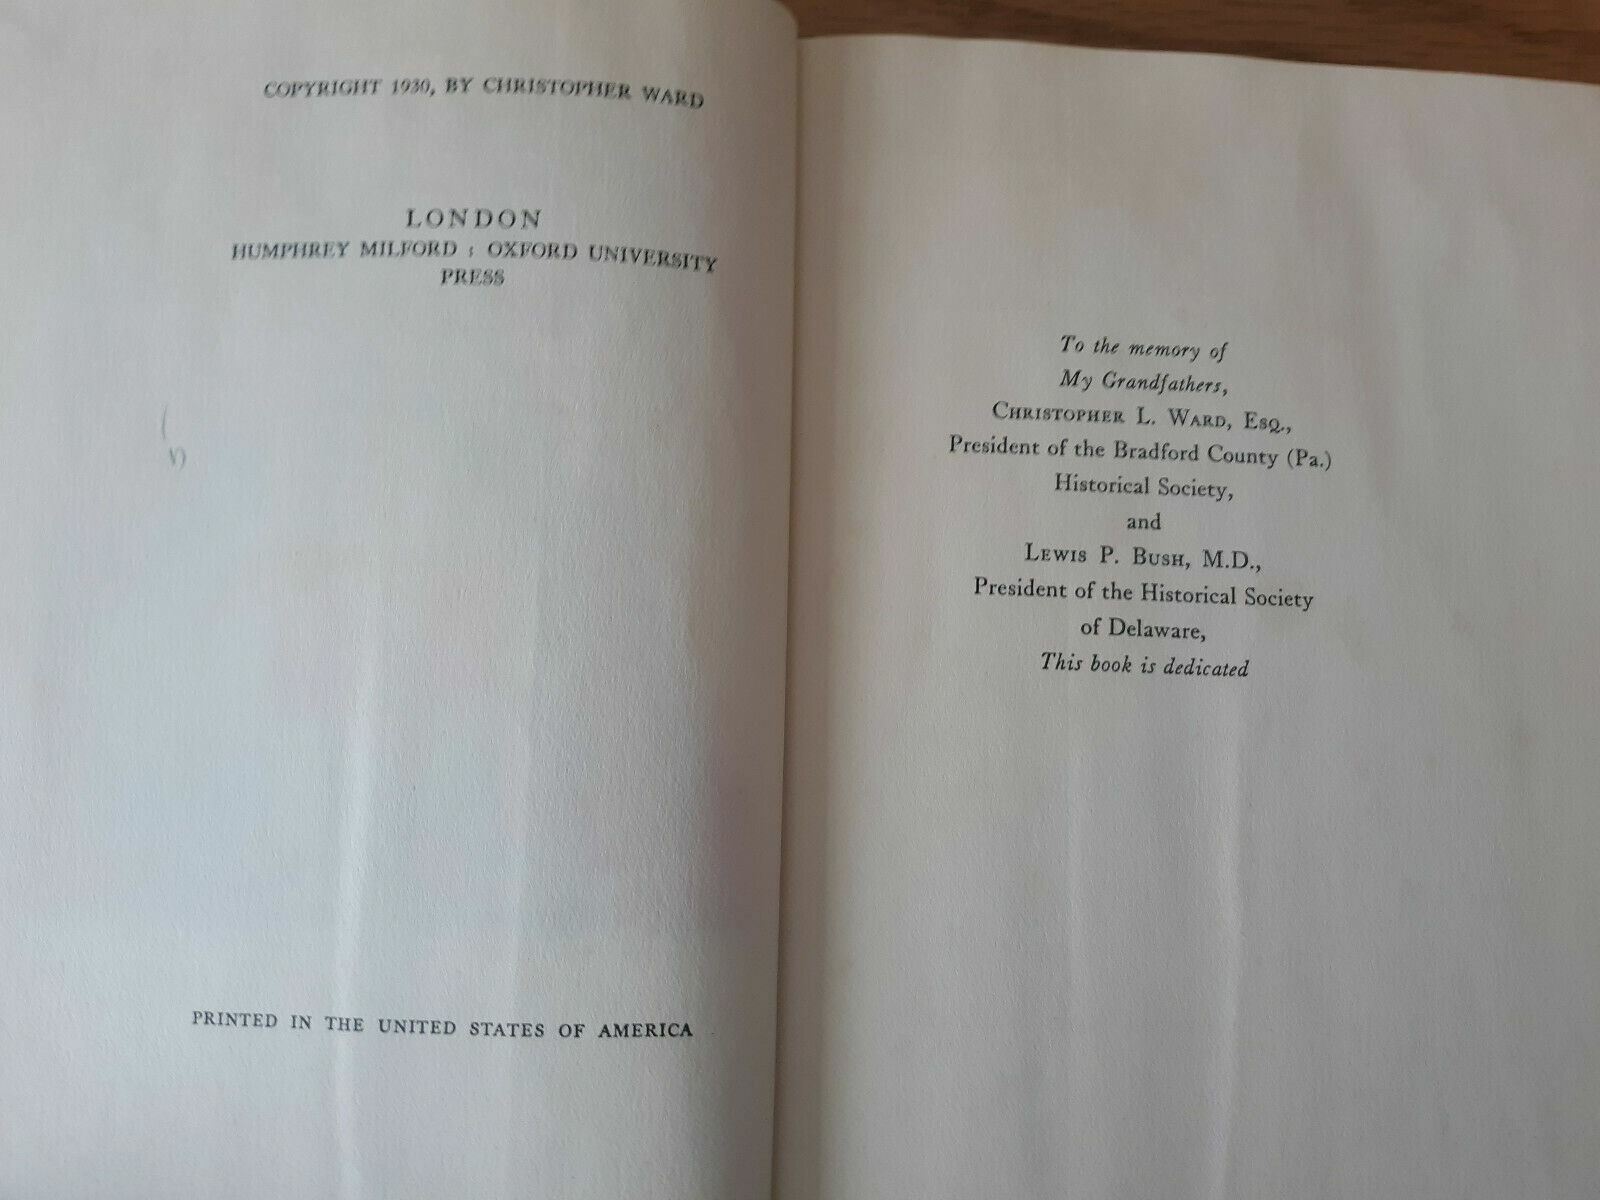 COPYRIGHT 1930, BY CHRISTOPHER WARD
LONDON
HUMPHREY MILFORD : OXFORD UNIVERSITY
PRESS
PRINTED IN THE UNITED STATES OF AMERICA
To the memory of
My Grandfathers,
CHRISTOPHER L. WARD, ESQ.,
President of the Bradford County (Pa.)
Historical Society,
and
LEWIS P. BUSH, M.D.,
President of the Historical Society
of Delaware,
This book is dedicated